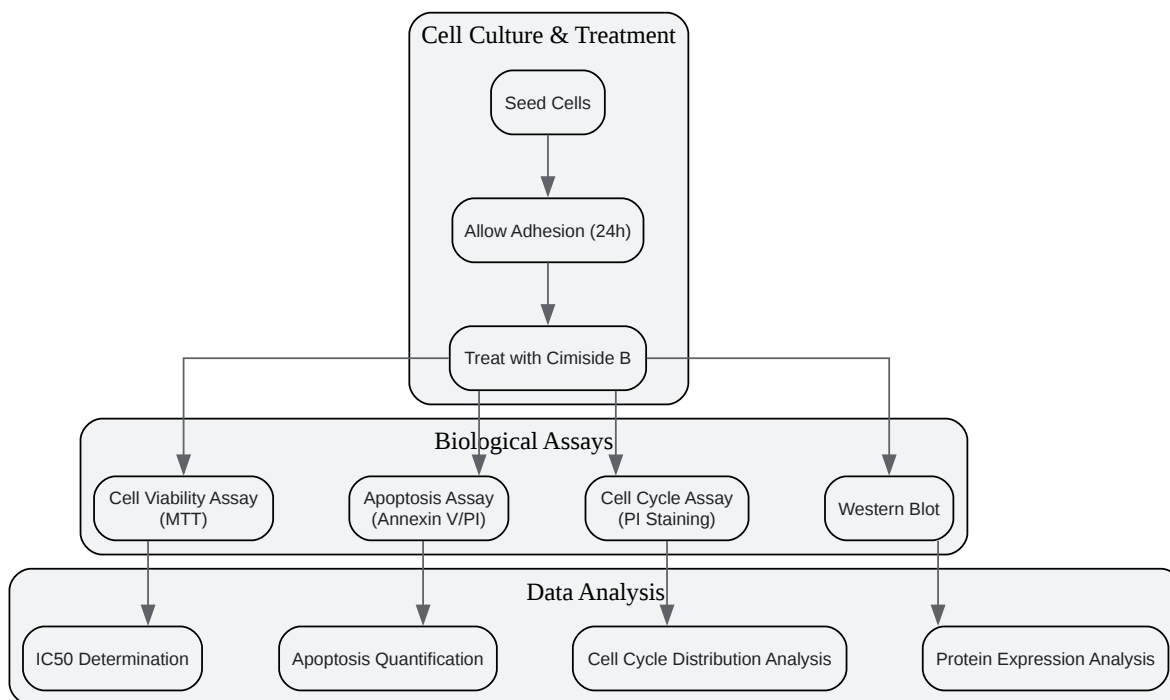 Cell Culture & Treatment
Seed Cells
Allow Adhesion (24h)
Treat with Cimiside B
Biological Assays
Cell Viability Assay
(MTT)
Apoptosis Assay
(Annexin V/PI)
Cell Cycle Assay
(PI Staining)
Western Blot
Data Analysis
IC50 Determination
Apoptosis Quantification
Cell Cycle Distribution Analysis
Protein Expression Analysis